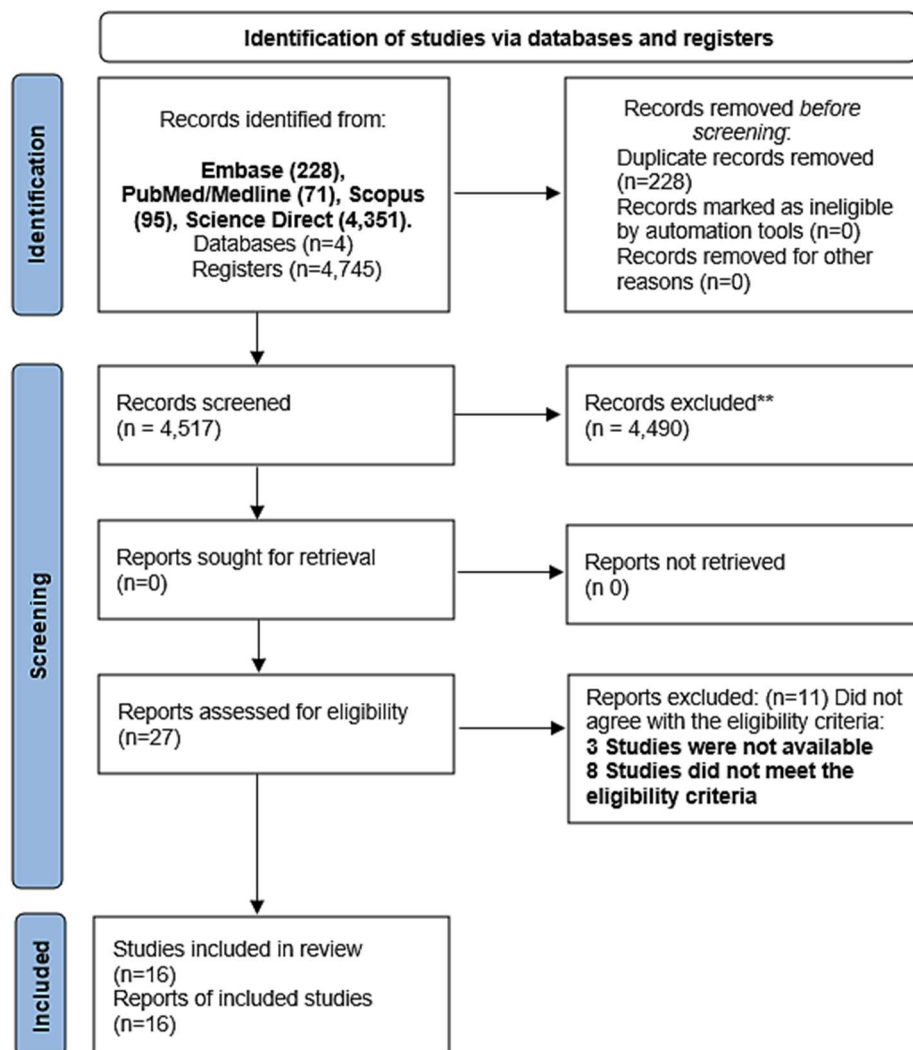 Identification of studies via databases and registers
Identification
Records identified from:
Embase (228),
PubMed/Medline (71), Scopus
(95), Science Direct (4,351).
Databases (n=4)
Registers (n=4,745)
Records removed before
screening:
Duplicate records removed
(n=228)
Records marked as ineligible
by automation tools (n=0)
Records removed for other
reasons (n=0)
Screening
Records screened
(n = 4,517)
Records excluded**
(n = 4,490)
Reports sought for retrieval
(n=0)
Reports not retrieved
(n 0)
Reports assessed for eligibility
(n=27)
Reports excluded: (n=11) Did not
agree with the eligibility criteria:
3 Studies were not available
8 Studies did not meet the
eligibility criteria
Included
Studies included in review
(n=16)
Reports of included studies
(n=16)